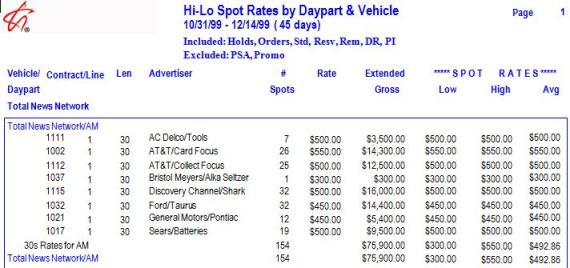 Hi-Lo Spot Rates by Daypart & Vehicle Page 1
10/31/99 - 12/14/99 ( 45 days)
Included: Holds, Orders, Std, Resv, Rem, DR, PI
Excluded: PSA, Promo
Vehicle/ Contract/Line Len Advertiser # Rate Extended ***** S P O T R A T E S *****
Daypart Spots Gross Low High Avg
Total News Network
Total News Network/AM
1111 1 30 AC Delco/Tools 7 $500.00 $3,500.00 $500.00 $500.00 $500.00
1002 1 30 AT&T/Card Focus 26 $550.00 $14,300.00 $550.00 $550.00 $550.00
1112 1 30 AT&T/Collect Focus 25 $500.00 $12,500.00 $500.00 $500.00 $500.00
1037 1 30 Bristol Meyers/Alka Seltzer 1 $300.00 $300.00 $300.00 $300.00 $300.00
1115 1 30 Discovery Channel/Shark 32 $500.00 $16,000.00 $500.00 $500.00 $500.00
1032 1 30 Ford/Taurus 32 $450.00 $14,400.00 $450.00 $450.00 $450.00
1021 1 30 General Motors/Pontiac 12 $450.00 $5,400.00 $450.00 $450.00 $450.00
1017 1 30 Sears/Batteries 19 $500.00 $9,500.00 $500.00 $500.00 $500.00
30s Rates for AM 154 $75,900.00 $300.00 $550.00 $492.86
Total News Network/AM 154 $75,900.00 $300.00 $550.00 $492.86